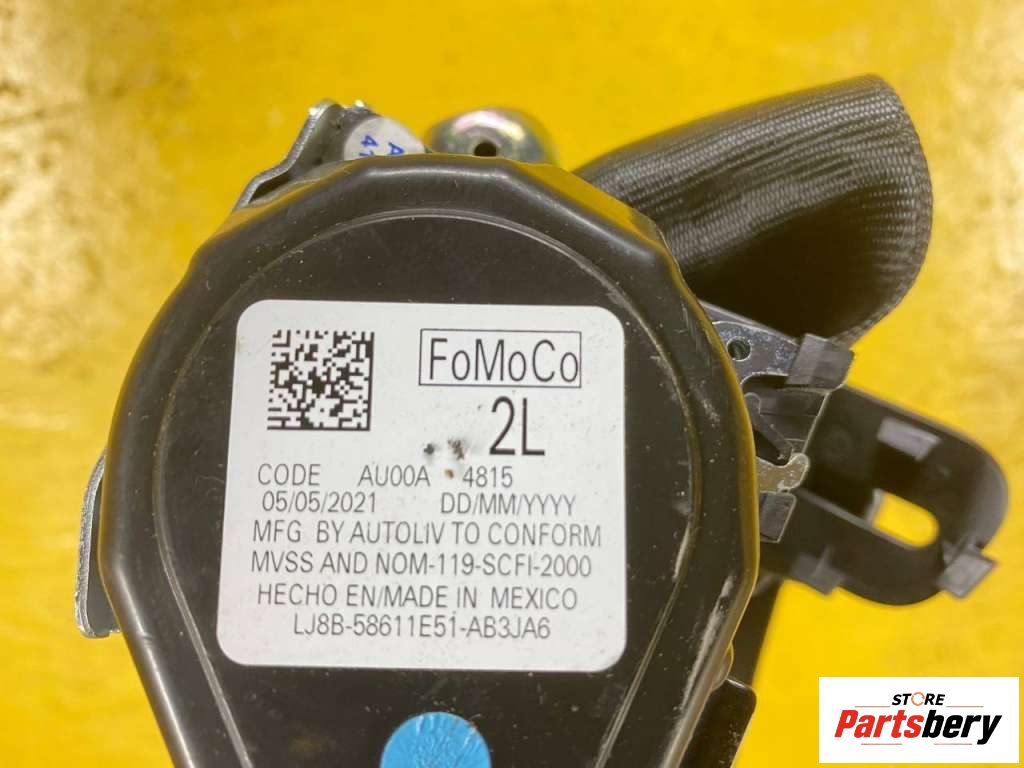 A
41
FoMoCo
2L
CODE AU00A 4815
05/05/2021 DD/MM/YYYY
MFG BY AUTOLIV TO CONFORM
MVSS AND NOM-119-SCFI-2000
HECHO EN/MADE IN MEXICO
LJ8B-58611E51-AB3JA6
STORE
Partsbery